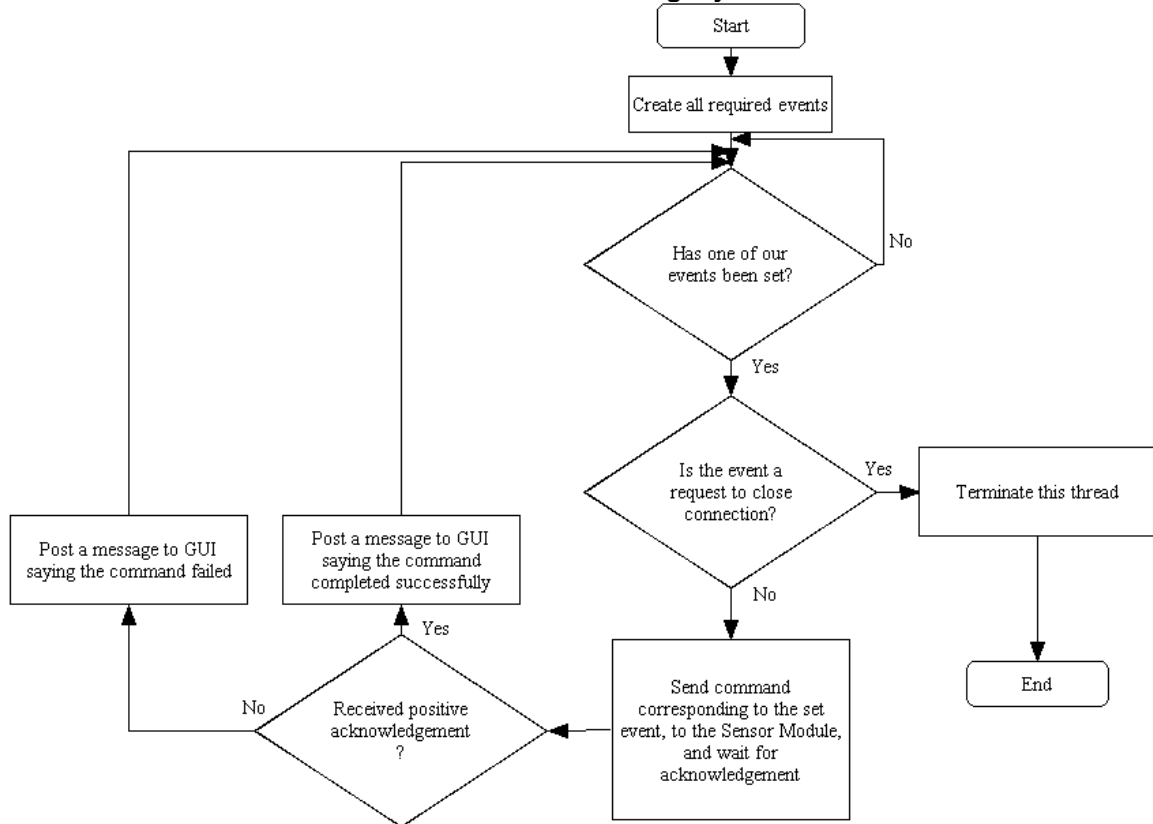 Start
Create all required events
Has one of our
events been set?
No
Yes
Is the event a
request to close
connection?
Yes
Terminate this thread
End
No
Send command
corresponding to the set
event, to the Sensor Module,
and wait for
acknowledgement
Received positive
acknowledgement
?
Yes
Post a message to GUI
saying the command
completed successfully
No
Post a message to GUI
saying the command failed